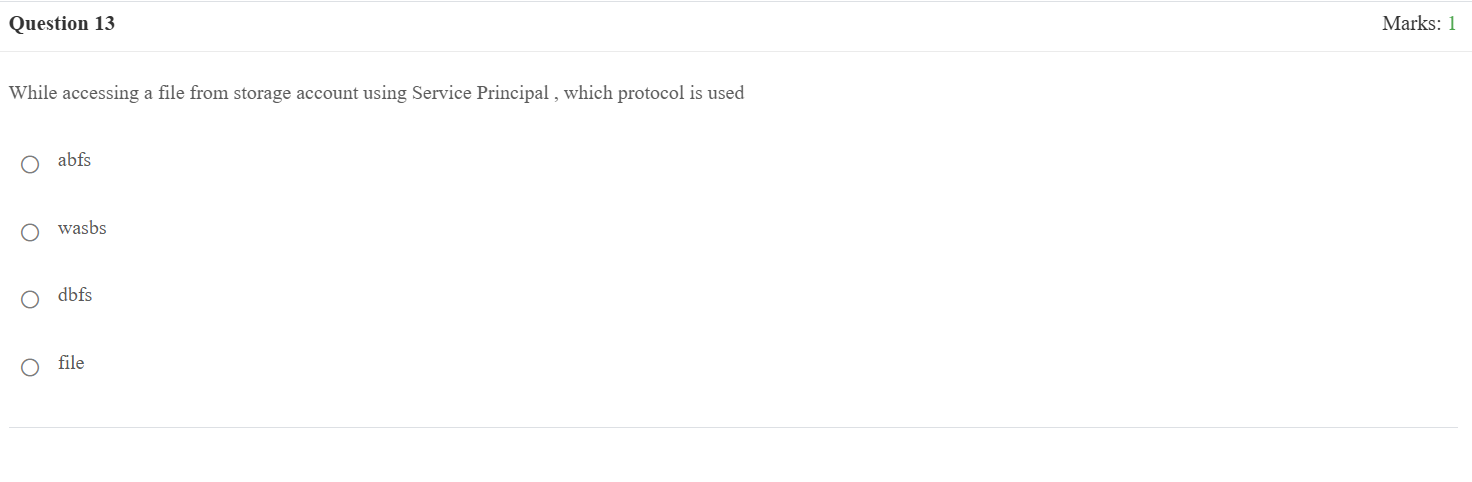 Question 13
Marks: 1
While accessing a file from storage account using Service Principal , which protocol is used
abfs
wasbs
dbfs
file